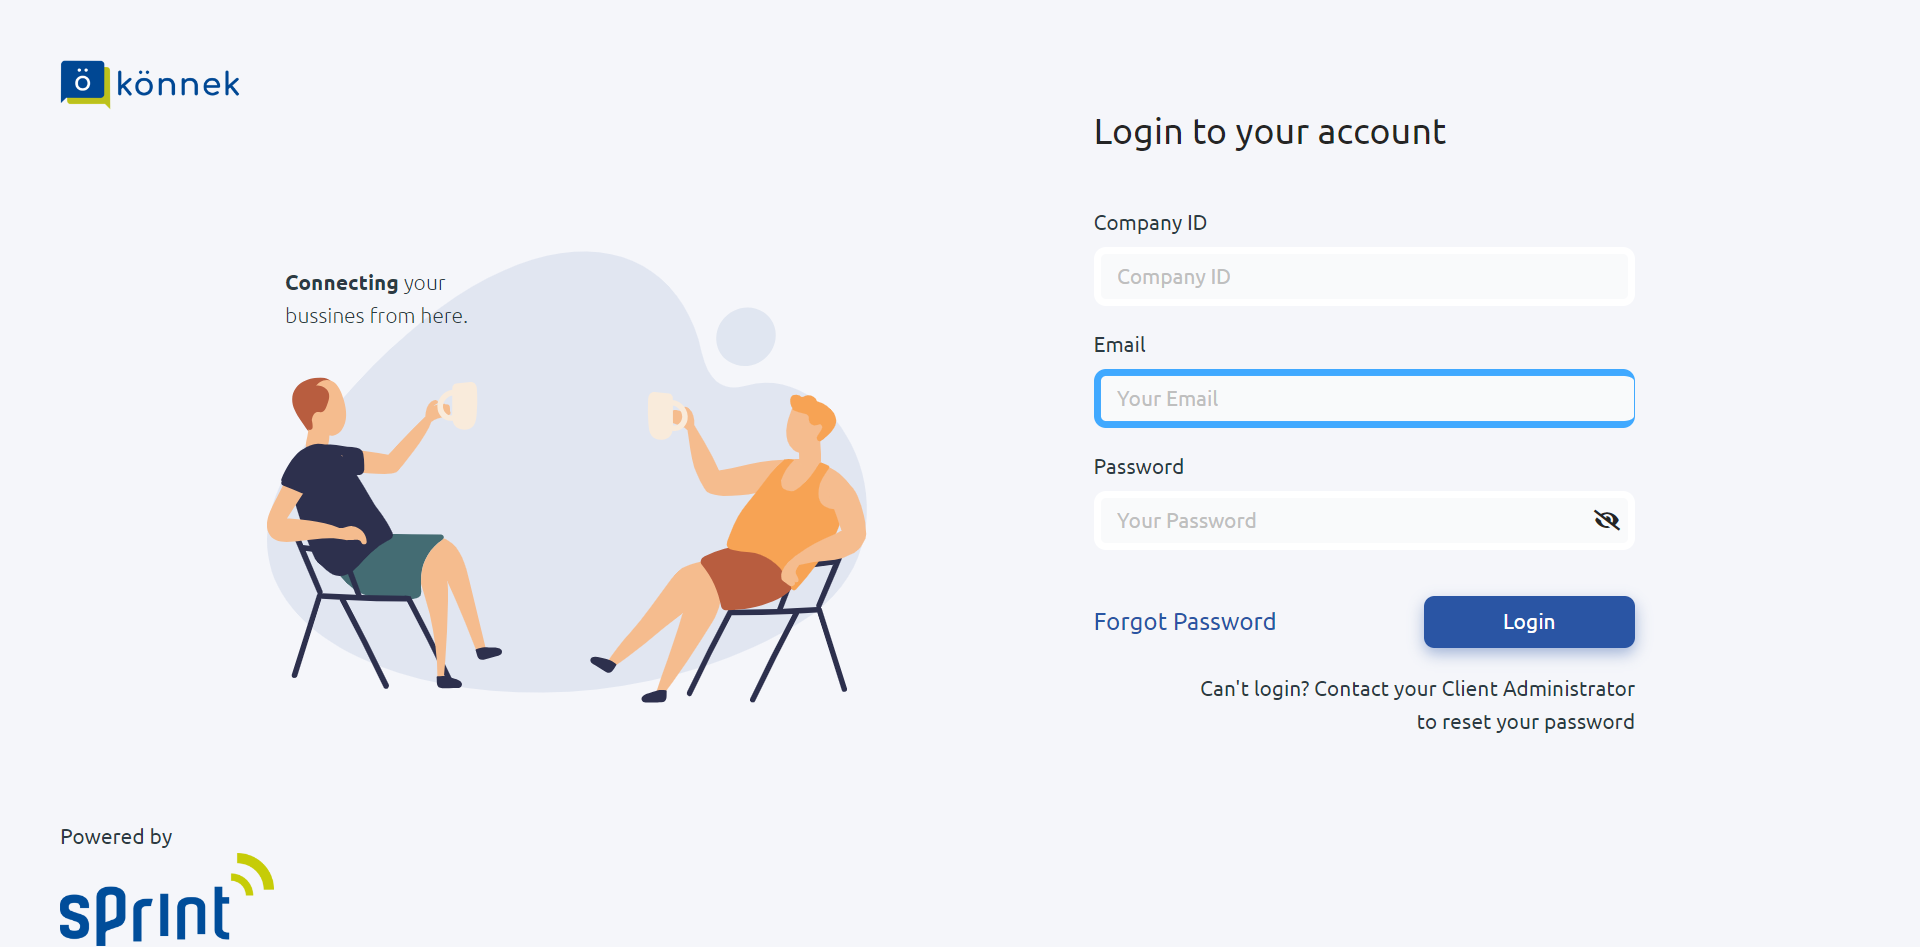 ö könnek
Login to your account
Company ID
Company ID
Connecting your
bussines from here.
Email
Your Email
Password
Your Password
Forgot Password
Login
Can't login? Contact your Client Administrator
to reset your password
Powered by
sprint